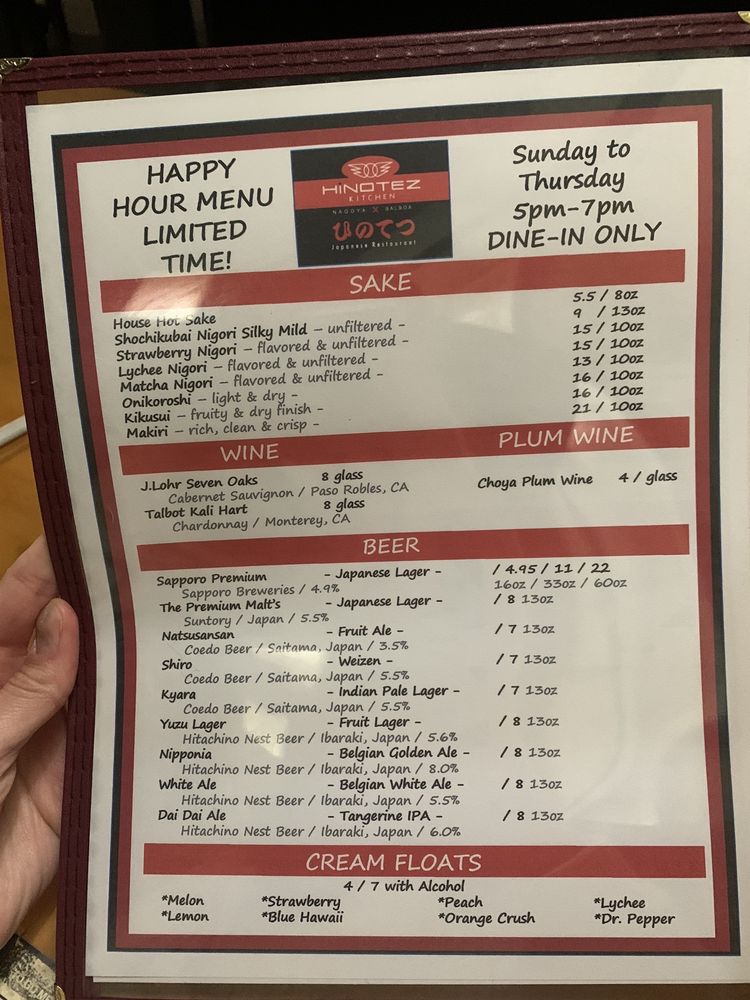 HAPPY
HOUR MENU
LIMITED
TIME!
HINOTEZ
KITCHEN
NAGOYA X BALBOA
ひのてつ
Japanese Restaurant
Sunday to
Thursday
5pm-7pm
DINE-IN ONLY
SAKE
House Hot Sake 5.5 / 8oz
Shochikubai Nigori Silky Mild – unfiltered - 9 / 13oz
Strawberry Nigori – flavored & unfiltered - 15 / 10oz
Lychee Nigori – flavored & unfiltered - 15 / 10oz
Matcha Nigori – flavored & unfiltered - 13 / 10oz
Onikoroshi – light & dry - 16 / 10oz
Kikusui – fruity & dry finish - 16 / 10oz
Makiri – rich, clean & crisp - 21 / 10oz
WINE
J.Lohr Seven Oaks 8 glass
Cabernet Sauvignon / Paso Robles, CA
Talbot Kali Hart 8 glass
Chardonnay / Monterey, CA
PLUM WINE
Choya Plum Wine 4 / glass
BEER
Sapporo Premium - Japanese Lager - / 4.95 / 11 / 22
Sapporo Breweries / 4.9% 16oz / 33oz / 60oz
The Premium Malt's - Japanese Lager - / 8 13oz
Suntory / Japan / 5.5%
Natsusansan - Fruit Ale - / 7 13oz
Coedo Beer / Saitama, Japan / 3.5%
Shiro - Weizen - / 7 13oz
Coedo Beer / Saitama, Japan / 5.5%
Kyara - Indian Pale Lager - / 7 13oz
Coedo Beer / Saitama, Japan / 5.5%
Yuzu Lager - Fruit Lager - / 8 13oz
Hitachino Nest Beer / Ibaraki, Japan / 5.6%
Nipponia - Belgian Golden Ale - / 8 13oz
Hitachino Nest Beer / Ibaraki, Japan / 8.0%
White Ale - Belgian White Ale - / 8 13oz
Hitachino Nest Beer / Ibaraki, Japan / 5.5%
Dai Dai Ale - Tangerine IPA - / 8 13oz
Hitachino Nest Beer / Ibaraki, Japan / 6.0%
CREAM FLOATS
4 / 7 with Alcohol
*Melon *Strawberry *Peach *Lychee
*Lemon *Blue Hawaii *Orange Crush *Dr. Pepper